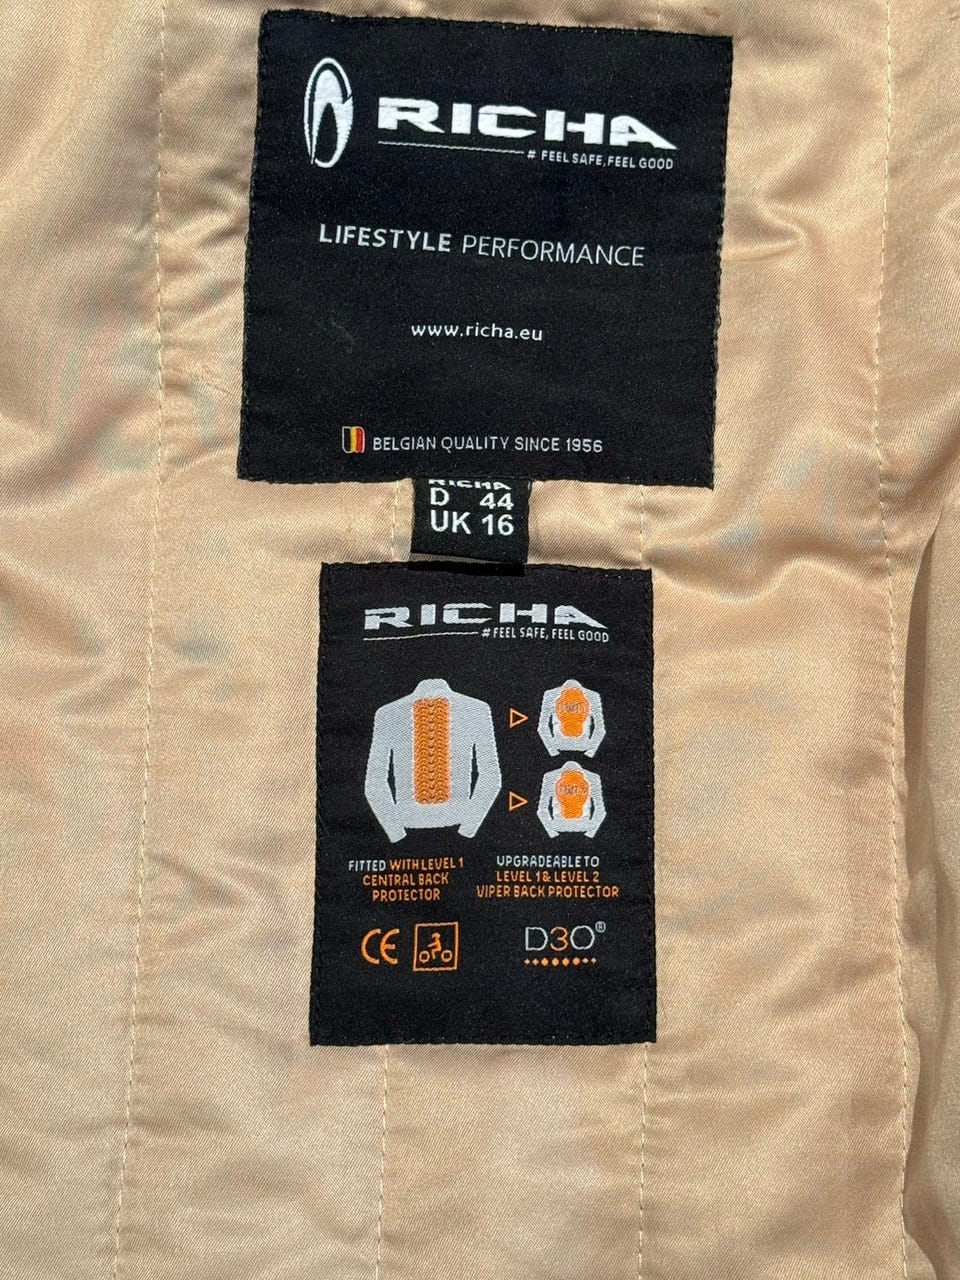 RICHA
# FEEL SAFE, FEEL GOOD
LIFESTYLE PERFORMANCE
www.richa.eu
BELGIAN QUALITY SINCE 1956
RICHA
D 44
UK 16
RICHA
# FEEL SAFE, FEEL GOOD
FITTED WITH LEVEL 1
CENTRAL BACK
PROTECTOR
UPGRADEABLE TO
LEVEL 1 & LEVEL 2
VIPER BACK PROTECTOR
CE
D3O®